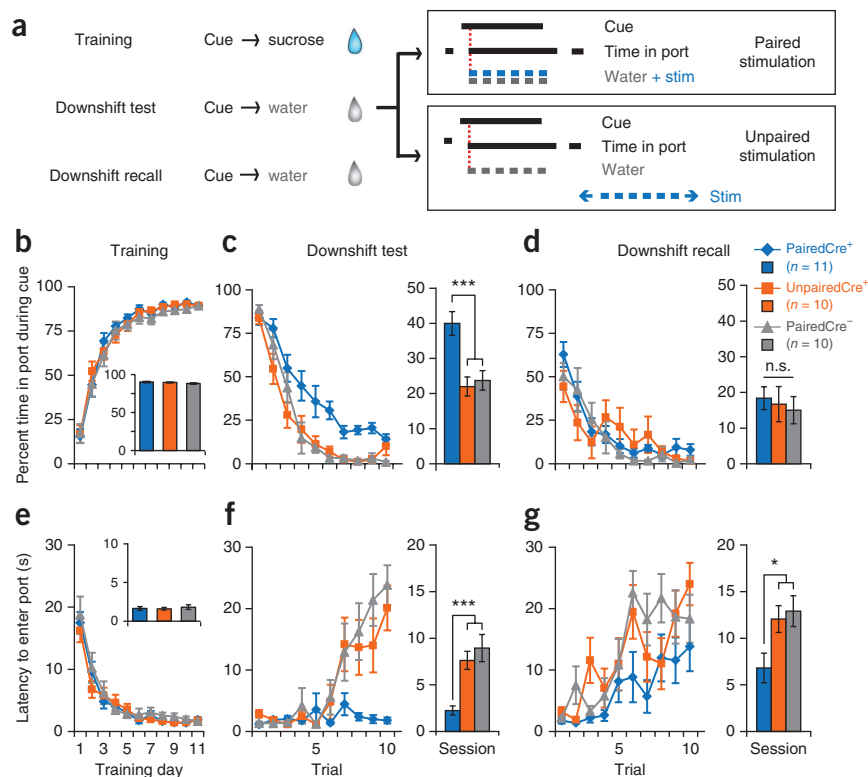 a
Training
Cue → sucrose
Downshift test
Cue → water
Downshift recall
Cue → water
Cue
Time in port
Water + stim
Paired
stimulation
Cue
Time in port
Water
Stim
Unpaired
stimulation
b
Training
c
Downshift test
d
Downshift recall
PairedCre⁺
(n = 11)
UnpairedCre⁺
(n = 10)
PairedCre⁻
(n = 10)
Percent time in port during cue
100
75
50
25
0
100
50
0
100
75
50
25
0
50
40
30
20
10
0
***
100
75
50
25
0
50
40
30
20
10
0
n.s.
e
f
g
Latency to enter port (s)
30
20
10
0
10
5
2
0
1 3 5 7 9 11
Training day
30
20
10
0
5 10
Trial
15
10
5
0
***
Session
30
20
10
0
5 10
Trial
20
15
10
5
0
*
Session